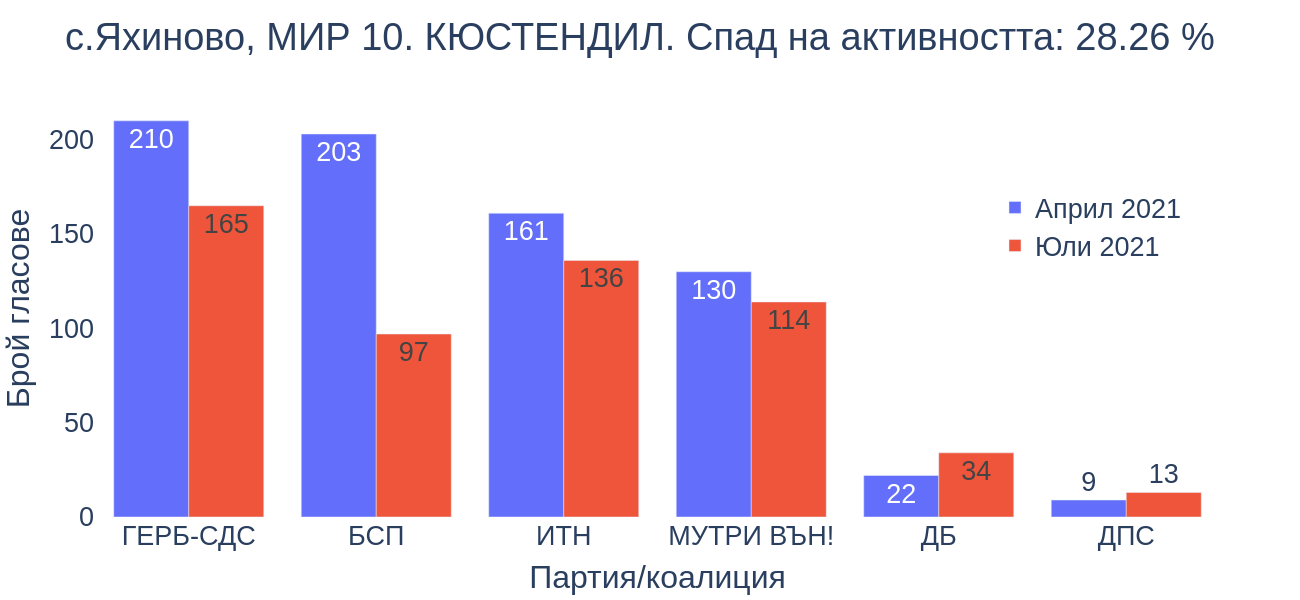 с.Яхиново, МИР 10. КЮСТЕНДИЛ. Спад на активността: 28.26 %
Брой гласове
200
150
100
50
0
210
165
203
97
161
136
130
114
22
34
9
13
Април 2021
Юли 2021
ГЕРБ-СДС
БСП
ИТН
МУТРИ ВЪН!
ДБ
ДПС
Партия/коалиция